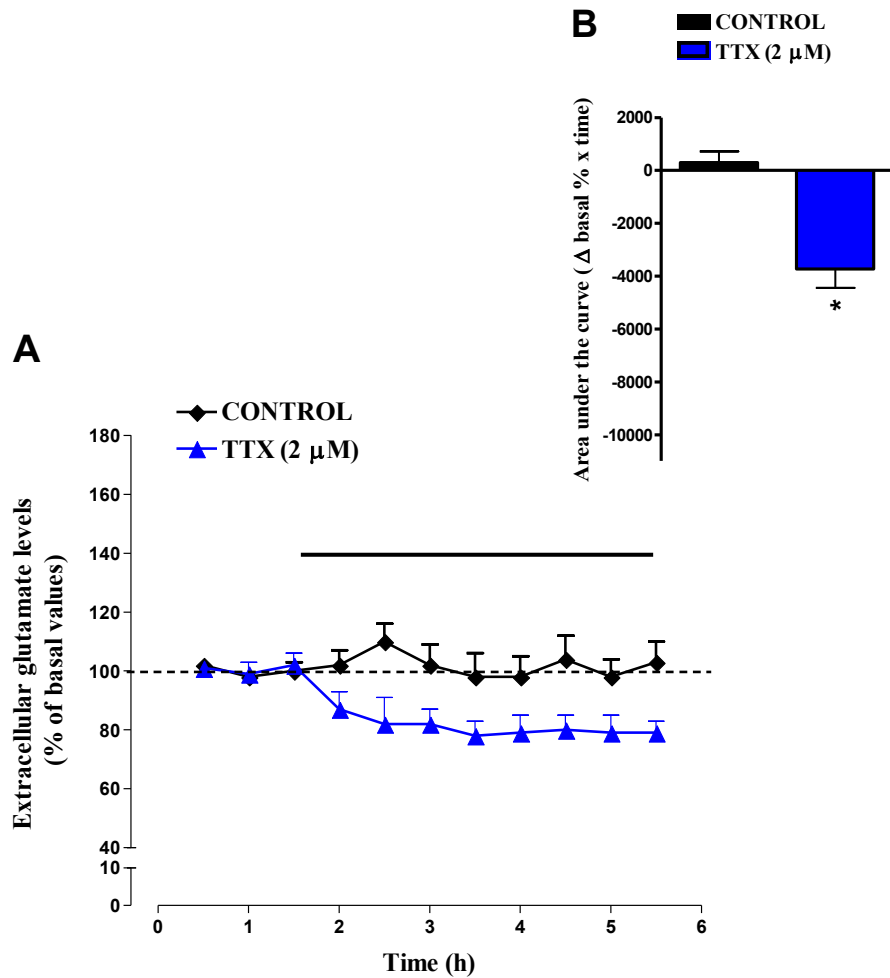 B
CONTROL
TTX (2 μM)
2000
0
-2000
-4000
-6000
-8000
-10000
Area under the curve ( Δ basal % x time)
*
A
CONTROL
TTX (2 μM)
180
160
140
120
100
80
60
40
10
0
Extracellular glutamate levels
(% of basal values)
0 1 2 3 4 5 6
Time (h)